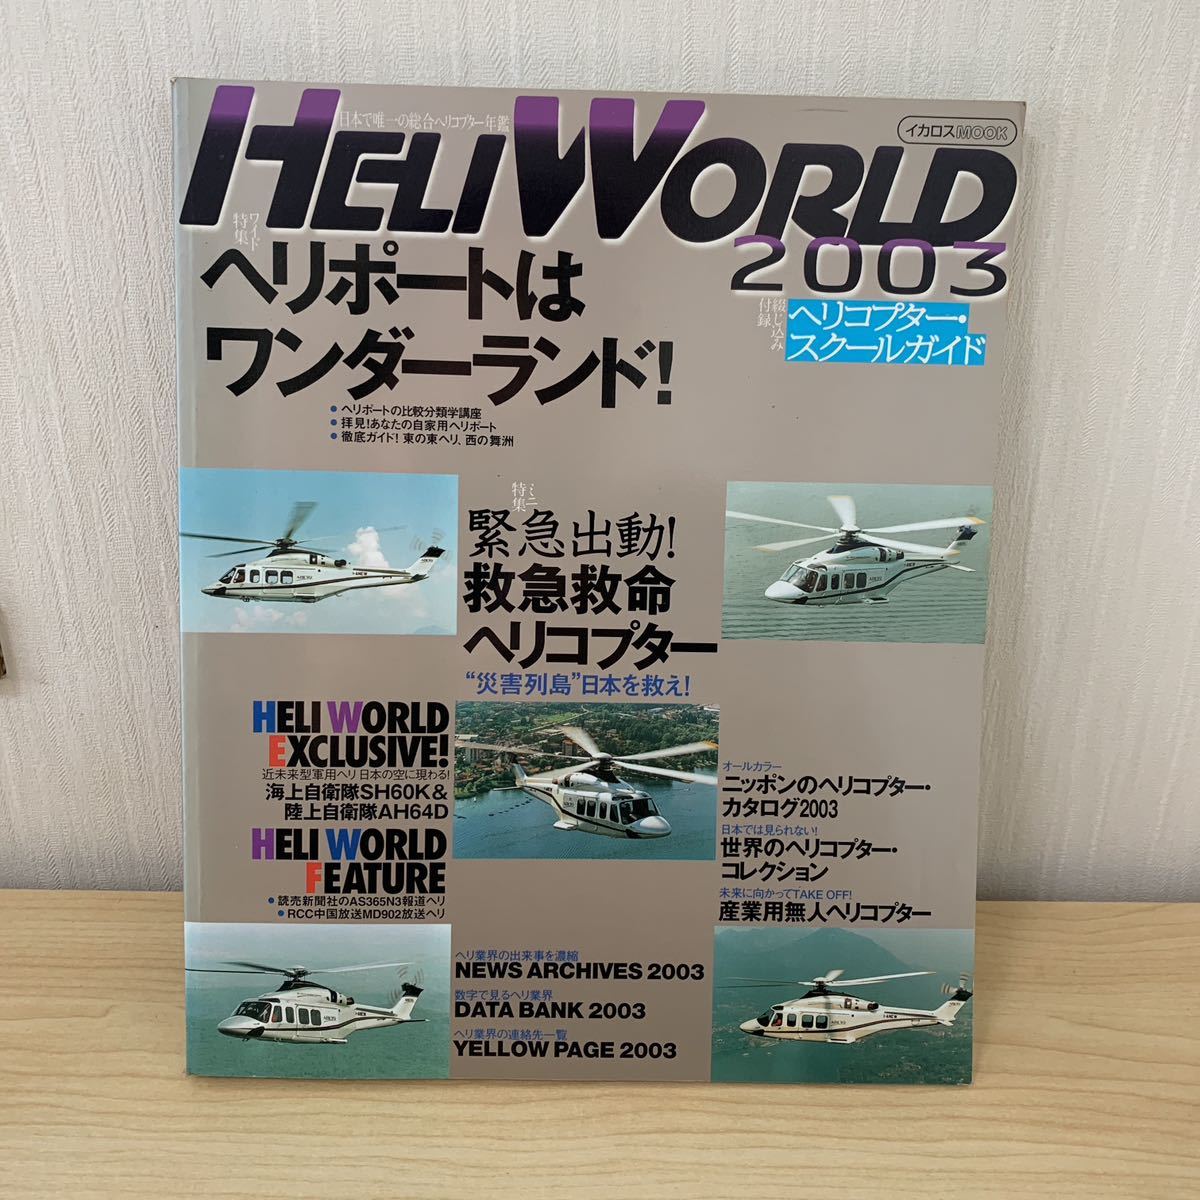 日本で唯一の総合ヘリコプター年鑑
イカロスMOOK
HELIWORLD
2003
ワイド特集
ヘリポートは
ワンダーランド!
綴じ込み付録
ヘリコプター・
スクールガイド
● ヘリポートの比較分類学講座
● 拝見!あなたの自家用ヘリポート
● 徹底ガイド! 東の東ヘリ、西の舞洲
ミニ特集
緊急出動!
救急救命
ヘリコプター
“災害列島”日本を救え!
HELI WORLD
EXCLUSIVE!
近未来型軍用ヘリ 日本の空に現わる!
海上自衛隊SH60K&
陸上自衛隊AH64D
HELI WORLD
FEATURE
● 読売新聞社のAS365N3報道ヘリ
● RCC中国放送MD902放送ヘリ
オールカラー
ニッポンのヘリコプター・
カタログ2003
日本では見られない!
世界のヘリコプター・
コレクション
未来に向かってTAKE OFF!
産業用無人ヘリコプター
ヘリ業界の出来事を濃縮
NEWS ARCHIVES 2003
数字で見るヘリ業界
DATA BANK 2003
ヘリ業界の連絡先一覧
YELLOW PAGE 2003